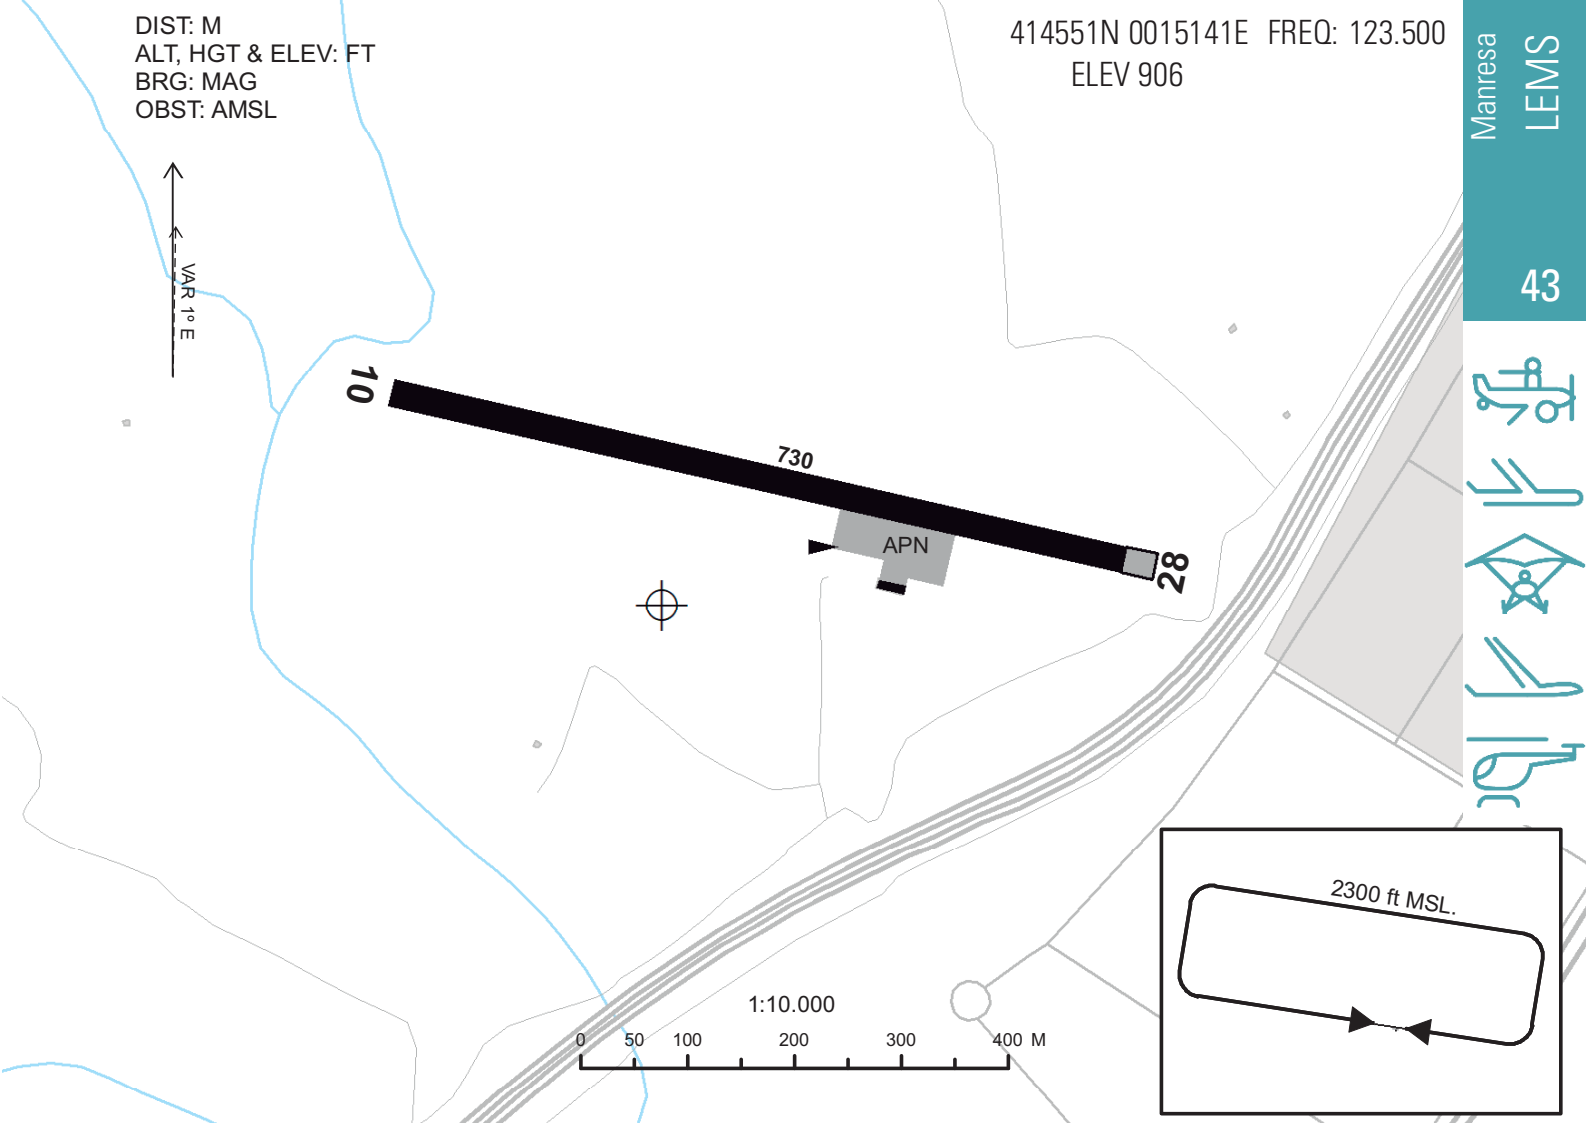 DIST: M
ALT, HGT & ELEV: FT
BRG: MAG
OBST: AMSL
414551N 0015141E FREQ: 123.500
ELEV 906
Manresa
LEMS
43
VAR 1º E
10
730
APN
28
2300 ft MSL.
1:10.000
0 50 100 200 300 400 M